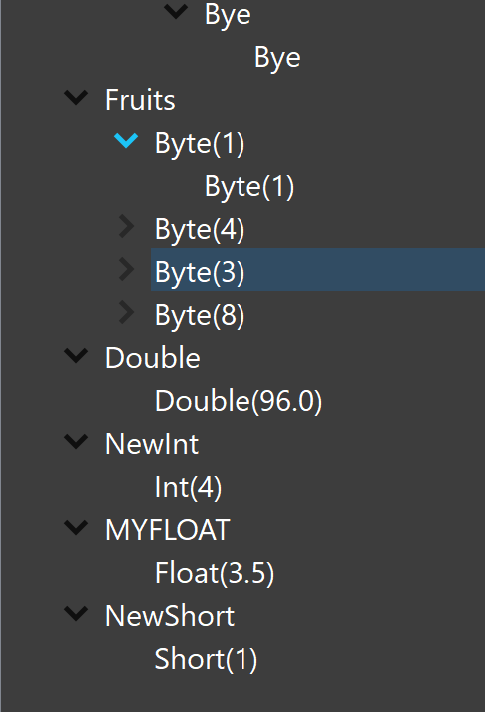 Bye
Bye
Fruits
Byte(1)
Byte(1)
Byte(4)
Byte(3)
Byte(8)
Double
Double(96.0)
NewInt
Int(4)
MYFLOAT
Float(3.5)
NewShort
Short(1)